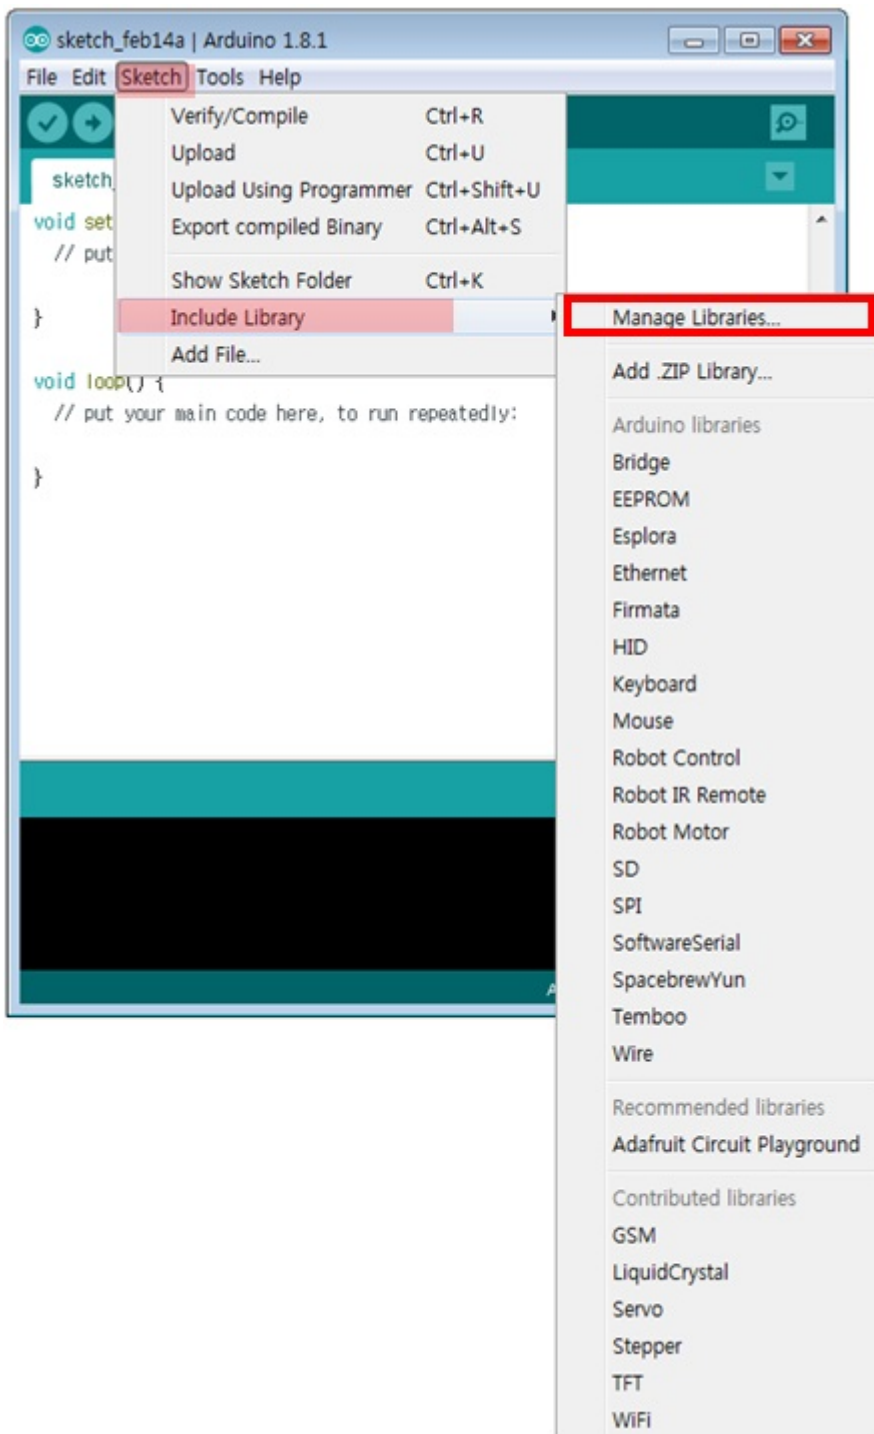 sketch_feb14a | Arduino 1.8.1
File Edit Sketch Tools Help
Verify/Compile Ctrl+R
Upload Ctrl+U
Upload Using Programmer Ctrl+Shift+U
Export compiled Binary Ctrl+Alt+S
Show Sketch Folder Ctrl+K
Include Library
Add File...
sketch_
void set
// put
}
void loop() {
// put your main code here, to run repeatedly:
}
A
Manage Libraries...
Add .ZIP Library...
Arduino libraries
Bridge
EEPROM
Esplora
Ethernet
Firmata
HID
Keyboard
Mouse
Robot Control
Robot IR Remote
Robot Motor
SD
SPI
SoftwareSerial
SpacebrewYun
Temboo
Wire
Recommended libraries
Adafruit Circuit Playground
Contributed libraries
GSM
LiquidCrystal
Servo
Stepper
TFT
WiFi